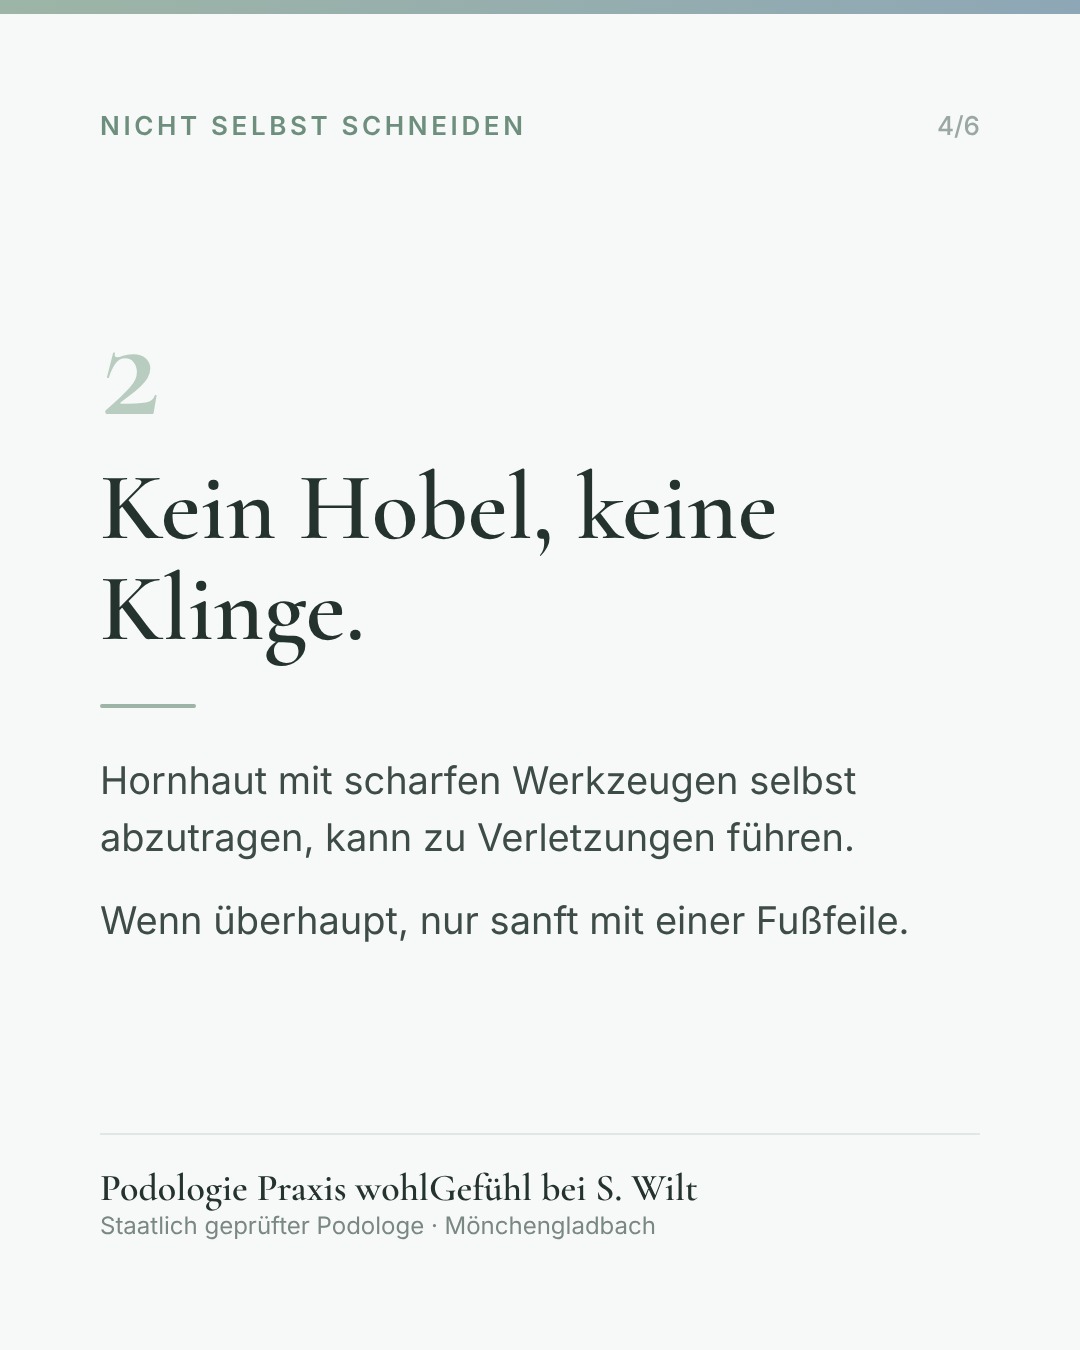 NICHT SELBST SCHNEIDEN
4/6
2
Kein Hobel, keine
Klinge.
Hornhaut mit scharfen Werkzeugen selbst
abzutragen, kann zu Verletzungen führen.
Wenn überhaupt, nur sanft mit einer Fußfeile.
Podologie Praxis wohlGefühl bei S. Wilt
Staatlich geprüfter Podologe · Mönchengladbach